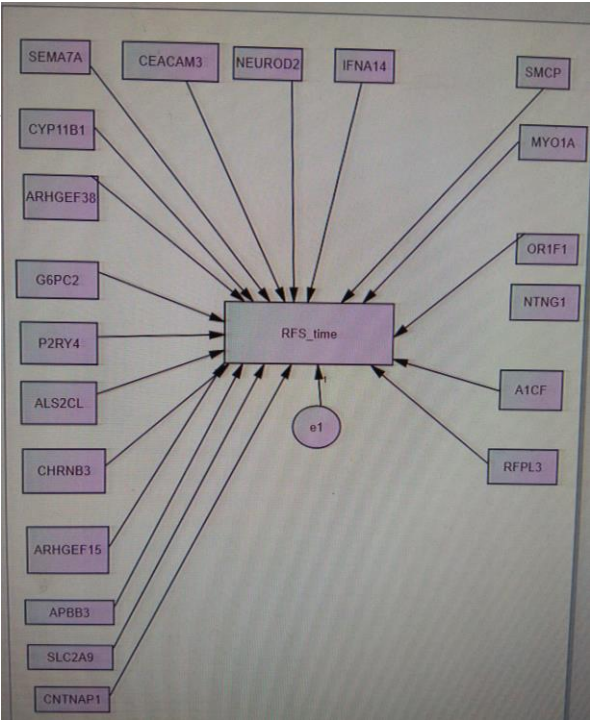 SEMA7A
CEACAM3
NEUROD2
IFNA14
SMCP
CYP11B1
MYO1A
ARHGEF38
OR1F1
G6PC2
NTNG1
RFS_time
P2RY4
A1CF
ALS2CL
e1
CHRNB3
RFPL3
ARHGEF15
APBB3
SLC2A9
CNTNAP1